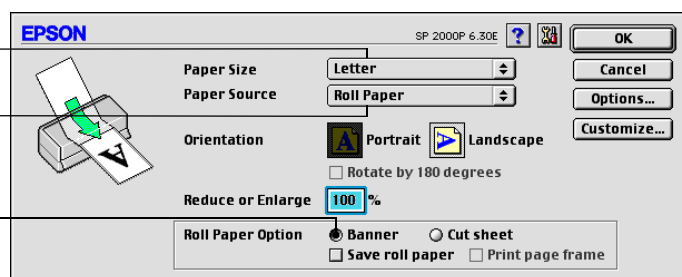 EPSON SP 2000P 6.30E ? OK
Paper Size Letter Cancel
Paper Source Roll Paper Options...
Orientation A Portrait A Landscape Customize...
Rotate by 180 degrees
Reduce or Enlarge 100 %
Roll Paper Option Banner Cut sheet
Save roll paper Print page frame
A